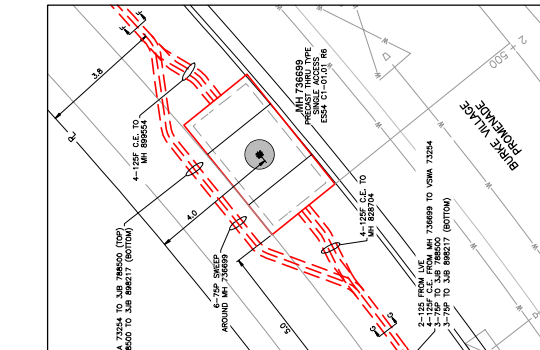 3.8
4-125F C.E. TO
MH 899554
MH 736699
PRECAST THRU TYPE
SINGLE ACCESS
ES54 C1-01.01 R6
2+500
BURKE VILLAGE
PROMENADE
4.0
4-125F C.E. TO
MH 828704
A 73254 TO 3JB 788500 (TOP)
8500 TO 3JB 898217 (BOTTOM)
6-75P SWEEP
AROUND MH 736699
5.0
2-125 FROM LVE
4-125F C.E. FROM MH 736699 TO VSWA 73254
3-75P TO 3JB 788500
3-75P TO 3JB 898217 (BOTTOM)